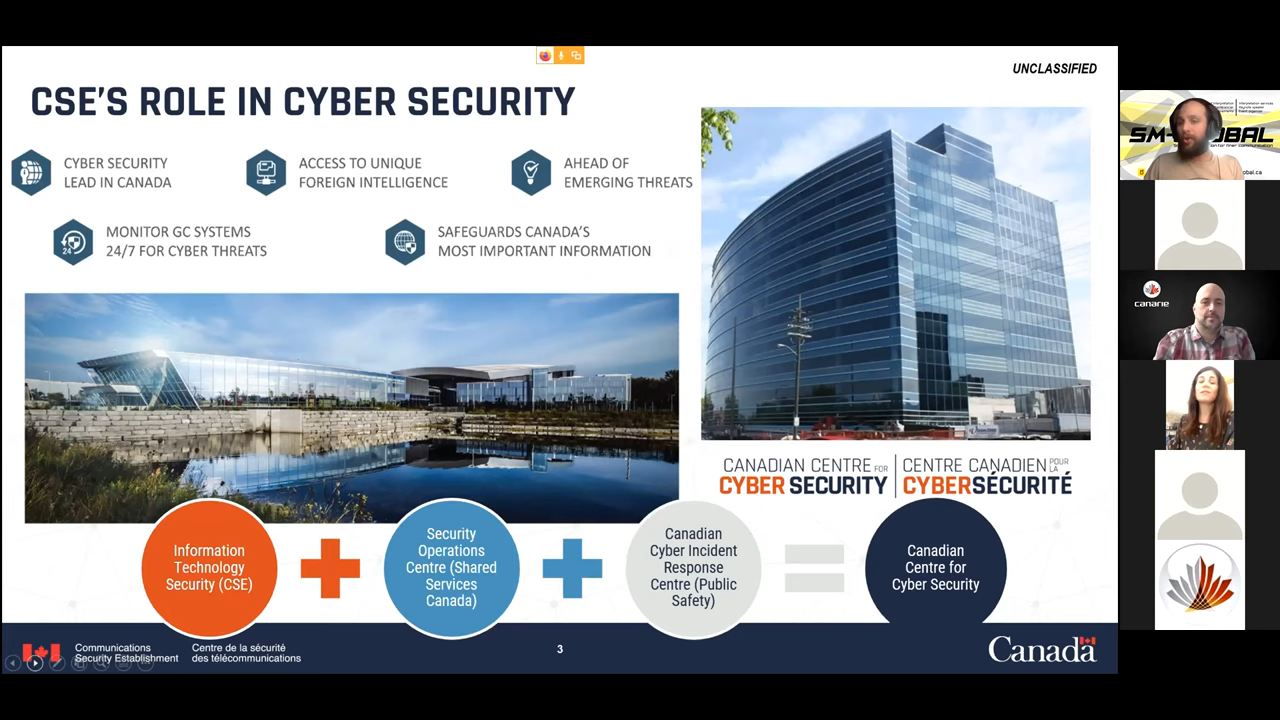 UNCLASSIFIED
CSE'S ROLE IN CYBER SECURITY
CYBER SECURITY
LEAD IN CANADA
ACCESS TO UNIQUE
FOREIGN INTELLIGENCE
AHEAD OF
EMERGING THREATS
24
MONITOR GC SYSTEMS
24/7 FOR CYBER THREATS
SAFEGUARDS CANADA'S
MOST IMPORTANT INFORMATION
CANADIAN CENTRE FOR
CYBER SECURITY
CENTRE CANADIEN POUR LA
CYBERSÉCURITÉ
Information
Technology
Security (CSE)
Security
Operations
Centre (Shared
Services
Canada)
Canadian
Cyber Incident
Response
Centre (Public
Safety)
Canadian
Centre for
Cyber Security
Communications
Security Establishment
Centre de la sécurité
des télécommunications
3
Canada
canarie